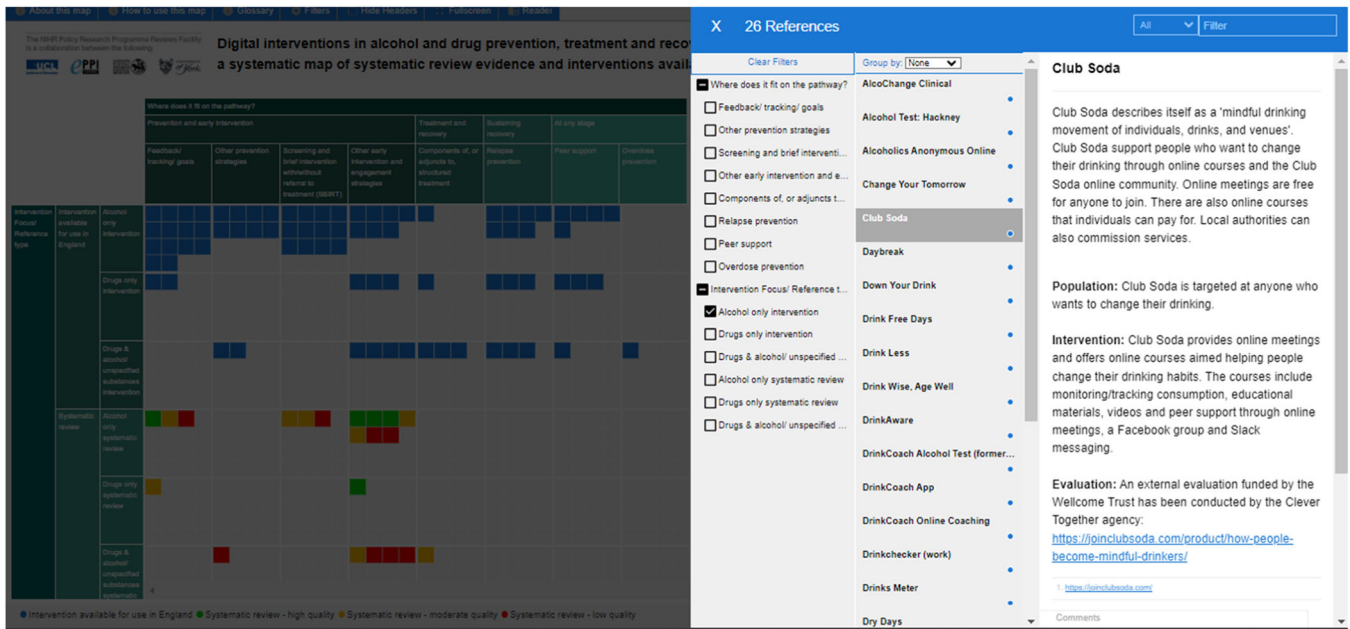 About this map How to use this map Glossary Filters Hide Headers Fullscreen Reader
The NIHR Policy Research Programme Reviews Facility
is a collaboration between the following
UCL
EPPI
Digital interventions in alcohol and drug prevention, treatment and reco
a systematic map of systematic review evidence and interventions avail
Where does it fit on the pathway?
Prevention and early intervention
Treatment and
recovery
Sustaining
recovery
At any stage
Feedback/
tracking/ goals
Other prevention
strategies
Screening and
brief intervention
with/without
referral to
treatment (SBIRT)
Other early
intervention and
engagement
strategies
Components of, or
adjuncts to,
structured
treatment
Relapse
prevention
Peer support
Overdose
prevention
Intervention
Focus/
Reference
type
Intervention
available
for use in
England
Alcohol
only
intervention
Drugs only
intervention
Drugs &
alcohol/
unspecified
substances
intervention
Systematic
review
Alcohol
only
systematic
review
Drugs only
systematic
review
Drugs &
alcohol/
unspecified
substances
systematic
Intervention available for use in England Systematic review - high quality Systematic review - moderate quality Systematic review - low quality
X 26 References
All
Filter
Clear Filters
Where does it fit on the pathway?
Feedback/ tracking/ goals
Other prevention strategies
Screening and brief interventi...
Other early intervention and e...
Components of, or adjuncts t...
Relapse prevention
Peer support
Overdose prevention
Intervention Focus/ Reference t...
Alcohol only intervention
Drugs only intervention
Drugs & alcohol/ unspecified ...
Alcohol only systematic review
Drugs only systematic review
Drugs & alcohol/ unspecified ...
Group by: None
AlcoChange Clinical
Alcohol Test: Hackney
Alcoholics Anonymous Online
Change Your Tomorrow
Club Soda
Daybreak
Down Your Drink
Drink Free Days
Drink Less
Drink Wise, Age Well
DrinkAware
DrinkCoach Alcohol Test (former...
DrinkCoach App
DrinkCoach Online Coaching
Drinkchecker (work)
Drinks Meter
Dry Days
Club Soda
Club Soda describes itself as a 'mindful drinking
movement of individuals, drinks, and venues'.
Club Soda support people who want to change
their drinking through online courses and the Club
Soda online community. Online meetings are free
for anyone to join. There are also online courses
that individuals can pay for. Local authorities can
also commission services.
Population: Club Soda is targeted at anyone who
wants to change their drinking.
Intervention: Club Soda provides online meetings
and offers online courses aimed helping people
change their drinking habits. The courses include
monitoring/tracking consumption, educational
materials, videos and peer support through online
meetings, a Facebook group and Slack
messaging.
Evaluation: An external evaluation funded by the
Wellcome Trust has been conducted by the Clever
Together agency:
https://joinclubsoda.com/product/how-people-
become-mindful-drinkers/
1. https://joinclubsoda.com/
Comments